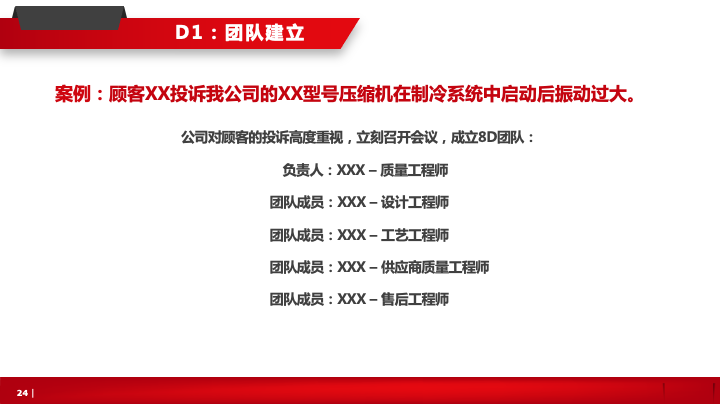 D1：团队建立
案例：顾客XX投诉我公司的XX型号压缩机在制冷系统中启动后振动过大。
公司对顾客的投诉高度重视，立刻召开会议，成立8D团队：
负责人：XXX – 质量工程师
团队成员：XXX – 设计工程师
团队成员：XXX – 工艺工程师
团队成员：XXX – 供应商质量工程师
团队成员：XXX – 售后工程师
24 |